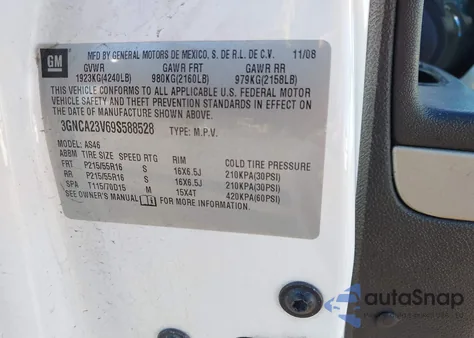 GM
MFD BY GENERAL MOTORS DE MEXICO, S. DE R.L. DE C.V. 11/08
GVWR GAWR FRT GAWR RR
1923KG(4240LB) 980KG(2160LB) 979KG(2158LB)
THIS VEHICLE CONFORMS TO ALL APPLICABLE U.S. FEDERAL MOTOR
VEHICLE SAFETY AND THEFT PREVENTION STANDARDS IN EFFECT ON
THE DATE OF MANUFACTURE SHOWN ABOVE.
3GNCA23V69S588528 TYPE: M.P.V.
MODEL: AS46
ABBM TIRE SIZE SPEED RTG RIM COLD TIRE PRESSURE
FRT P215/55R16 S 16X6.5J 210KPA(30PSI)
RR P215/55R16 S 16X6.5J 210KPA(30PSI)
SPA T115/70D15 M 15X4T 420KPA(60PSI)
SEE OWNER'S MANUAL FOR MORE INFORMATION.
autoSnap